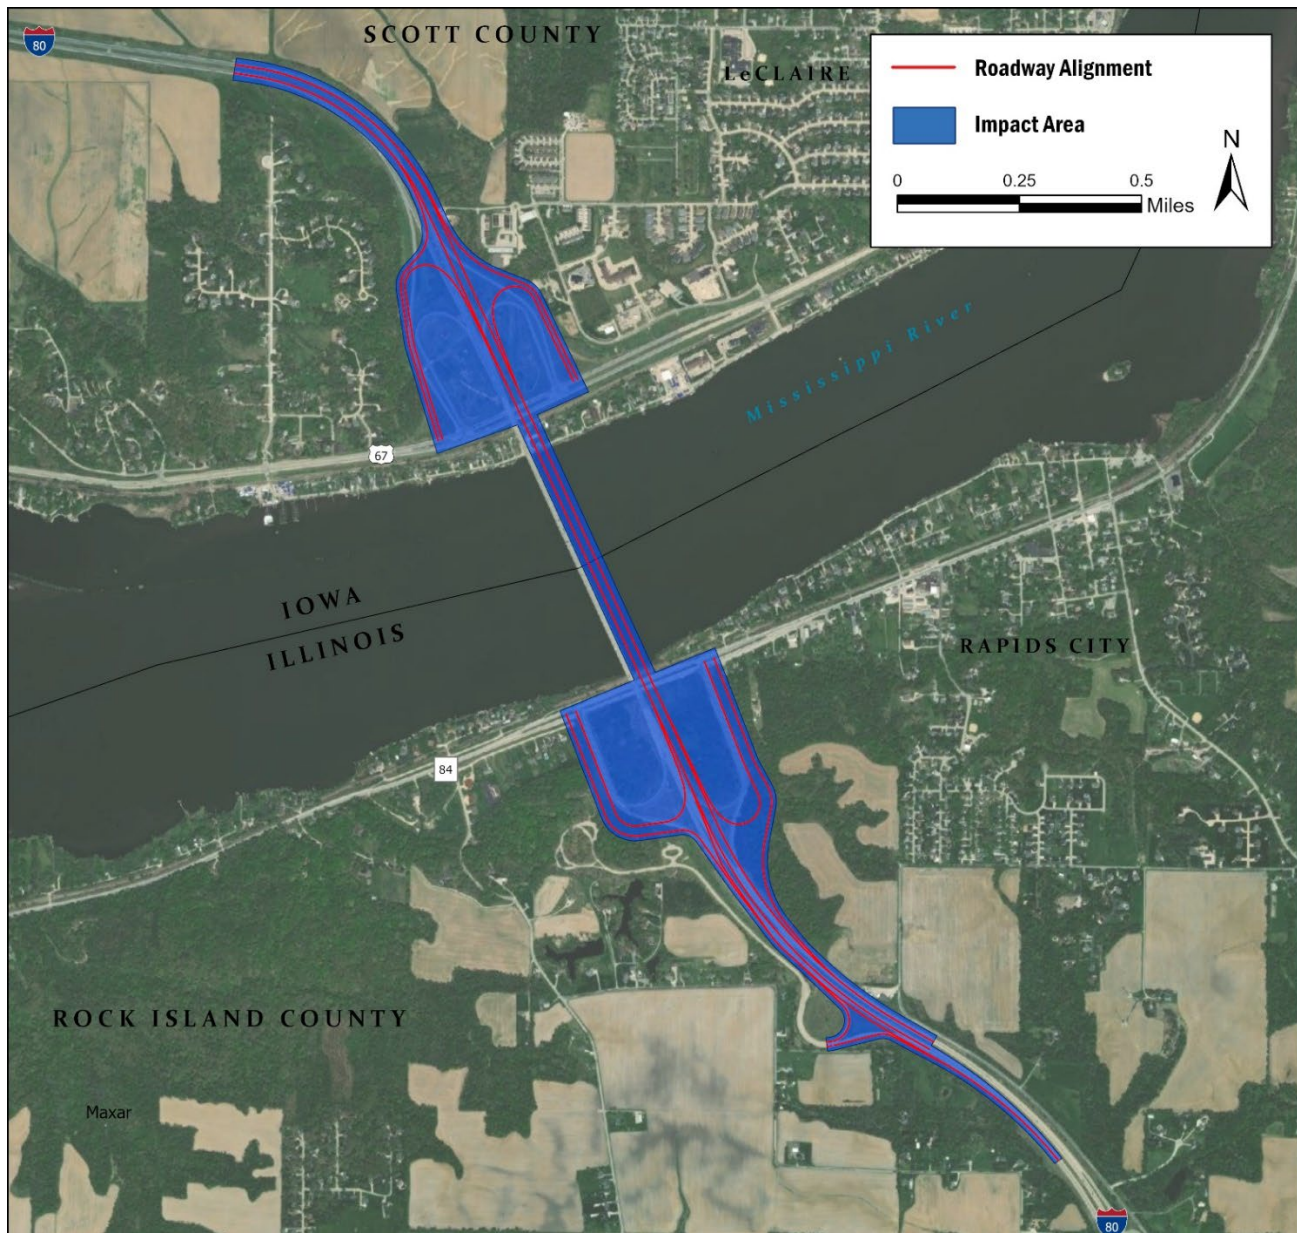 80
SCOTT COUNTY
LeCLAIRE
Roadway Alignment
Impact Area
N
0 0.25 0.5
Miles
Mississippi River
67
IOWA
ILLINOIS
RAPIDS CITY
84
ROCK ISLAND COUNTY
Maxar
80